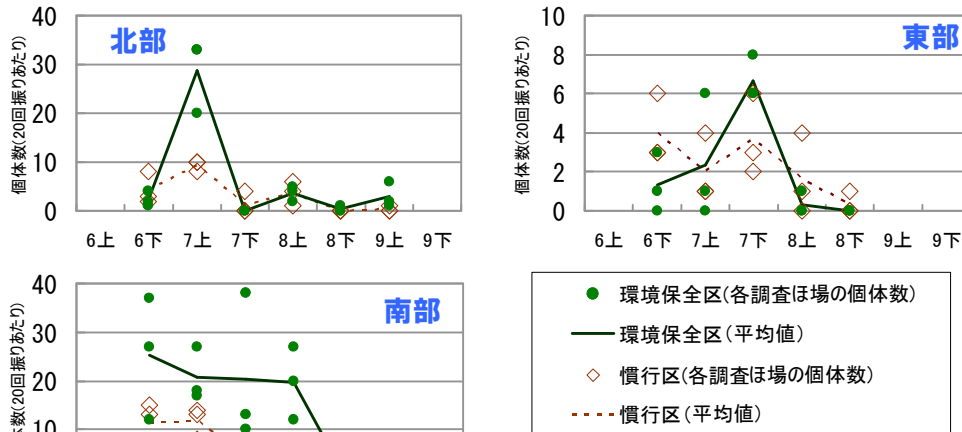 北部
個体数(20回振りあたり)
40
30
20
10
0
6上 6下 7上 7下 8上 8下 9上 9下
東部
個体数(20回振りあたり)
10
8
6
4
2
0
6上 6下 7上 7下 8上 8下 9上 9下
南部
体数(20回振りあたり)
40
30
20
10
環境保全区(各調査ほ場の個体数)
環境保全区(平均値)
慣行区(各調査ほ場の個体数)
慣行区(平均値)